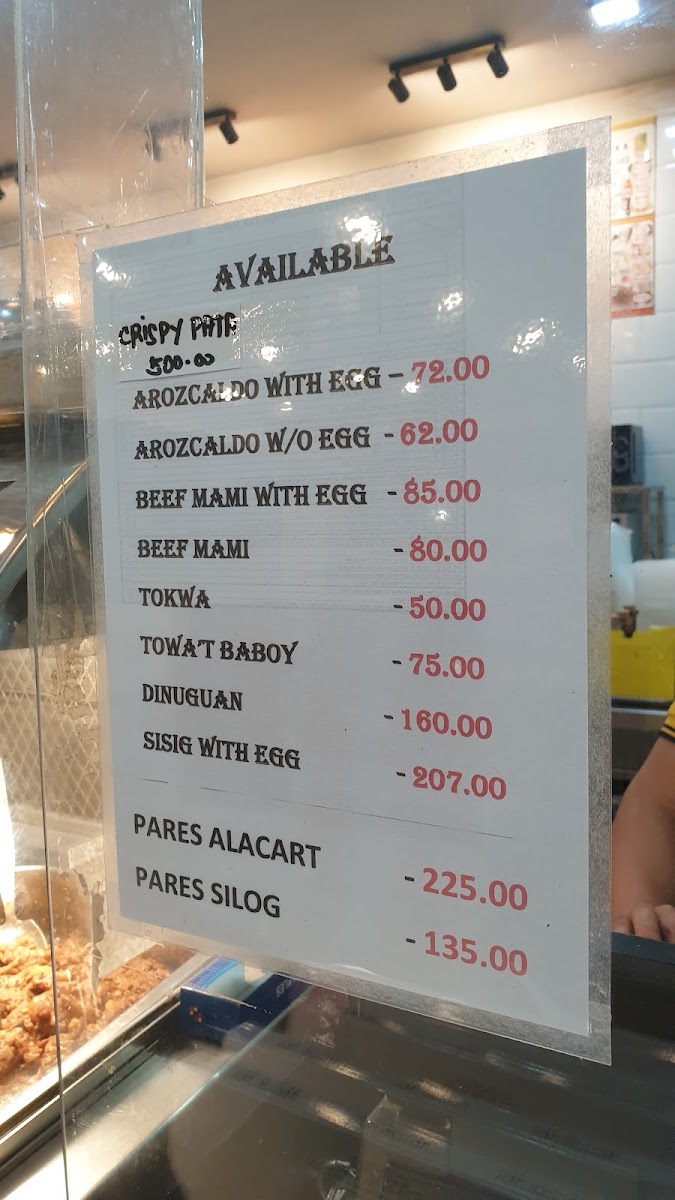 AVAILABLE
CRISPY PATA
500.00
AROZCALDO WITH EGG – 72.00
AROZCALDO W/O EGG - 62.00
BEEF MAMI WITH EGG - 85.00
BEEF MAMI - 80.00
TOKWA - 50.00
TOWA'T BABOY - 75.00
DINUGUAN - 160.00
SISIG WITH EGG - 207.00
PARES ALACART - 225.00
PARES SILOG - 135.00